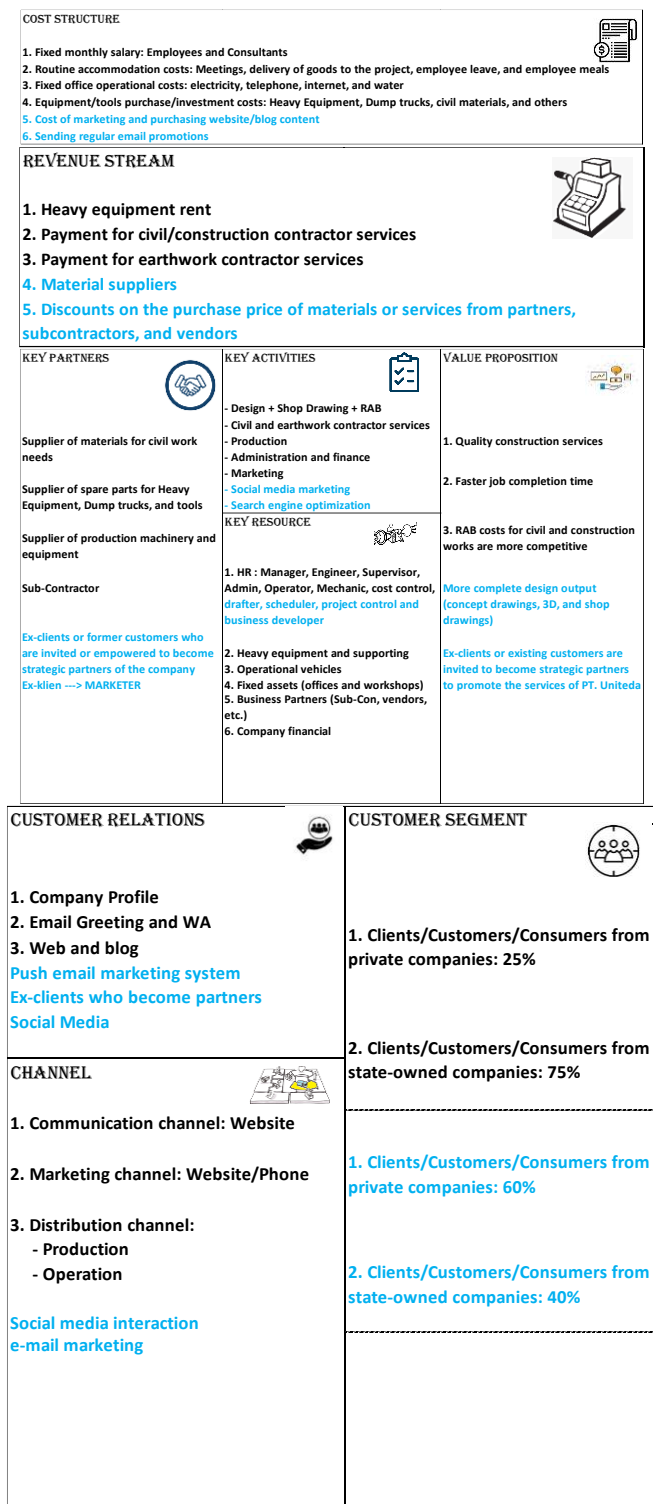 COST STRUCTURE
1. Fixed monthly salary: Employees and Consultants
2. Routine accommodation costs: Meetings, delivery of goods to the project, employee leave, and employee meals
3. Fixed office operational costs: electricity, telephone, internet, and water
4. Equipment/tools purchase/investment costs: Heavy Equipment, Dump trucks, civil materials, and others
5. Cost of marketing and purchasing website/blog content
6. Sending regular email promotions
REVENUE STREAM
1. Heavy equipment rent
2. Payment for civil/construction contractor services
3. Payment for earthwork contractor services
4. Material suppliers
5. Discounts on the purchase price of materials or services from partners,
subcontractors, and vendors
KEY PARTNERS
Supplier of materials for civil work
needs
Supplier of spare parts for Heavy
Equipment, Dump trucks, and tools
Supplier of production machinery and
equipment
Sub-Contractor
Ex-clients or former customers who
are invited or empowered to become
strategic partners of the company
Ex-klien ---> MARKETER
KEY ACTIVITIES
- Design + Shop Drawing + RAB
- Civil and earthwork contractor services
- Production
- Administration and finance
- Marketing
- Social media marketing
- Search engine optimization
KEY RESOURCE
1. HR : Manager, Engineer, Supervisor,
Admin, Operator, Mechanic, cost control,
drafter, scheduler, project control and
business developer
2. Heavy equipment and supporting
3. Operational vehicles
4. Fixed assets (offices and workshops)
5. Business Partners (Sub-Con, vendors,
etc.)
6. Company financial
VALUE PROPOSITION
1. Quality construction services
2. Faster job completion time
3. RAB costs for civil and construction
works are more competitive
More complete design output
(concept drawings, 3D, and shop
drawings)
Ex-clients or existing customers are
invited to become strategic partners
to promote the services of PT. Uniteda
CUSTOMER RELATIONS
1. Company Profile
2. Email Greeting and WA
3. Web and blog
Push email marketing system
Ex-clients who become partners
Social Media
CHANNEL
1. Communication channel: Website
2. Marketing channel: Website/Phone
3. Distribution channel:
- Production
- Operation
Social media interaction
e-mail marketing
CUSTOMER SEGMENT
1. Clients/Customers/Consumers from
private companies: 25%
2. Clients/Customers/Consumers from
state-owned companies: 75%
1. Clients/Customers/Consumers from
private companies: 60%
2. Clients/Customers/Consumers from
state-owned companies: 40%